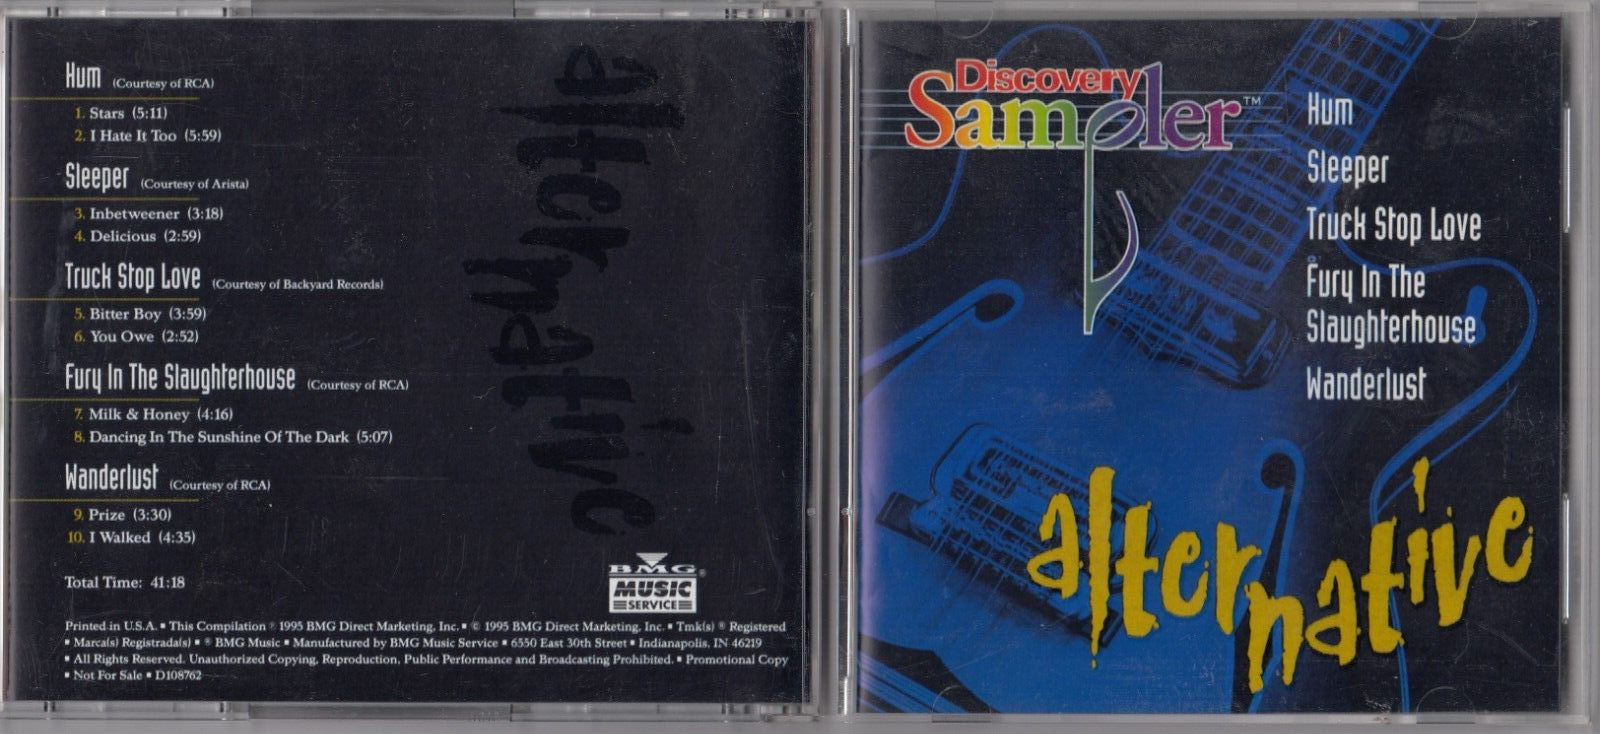 Hum (Courtesy of RCA)
1. Stars (5:11)
2. I Hate It Too (5:59)
Sleeper (Courtesy of Arista)
3. Inbetweener (3:18)
4. Delicious (2:59)
Truck Stop Love (Courtesy of Backyard Records)
5. Bitter Boy (3:59)
6. You Owe (2:52)
Fury In The Slaughterhouse (Courtesy of RCA)
7. Milk & Honey (4:16)
8. Dancing In The Sunshine Of The Dark (5:07)
Wanderlust (Courtesy of RCA)
9. Prize (3:30)
10. I Walked (4:35)
Total Time: 41:18
alternative
BMG®
MUSIC
SERVICE
Printed in U.S.A. ▪ This Compilation ℗ 1995 BMG Direct Marketing, Inc. ▪ © 1995 BMG Direct Marketing, Inc. ▪ Tmk(s) ® Registered
▪ Marca(s) Registrada(s) ▪ ® BMG Music ▪ Manufactured by BMG Music Service ▪ 6550 East 30th Street ▪ Indianapolis, IN 46219
▪ All Rights Reserved. Unauthorized Copying, Reproduction, Public Performance and Broadcasting Prohibited. ▪ Promotional Copy
▪ Not For Sale ▪ D108762
Discovery
Sampler™
Hum
Sleeper
Truck Stop Love
Fury In The
Slaughterhouse
Wanderlust
alternative